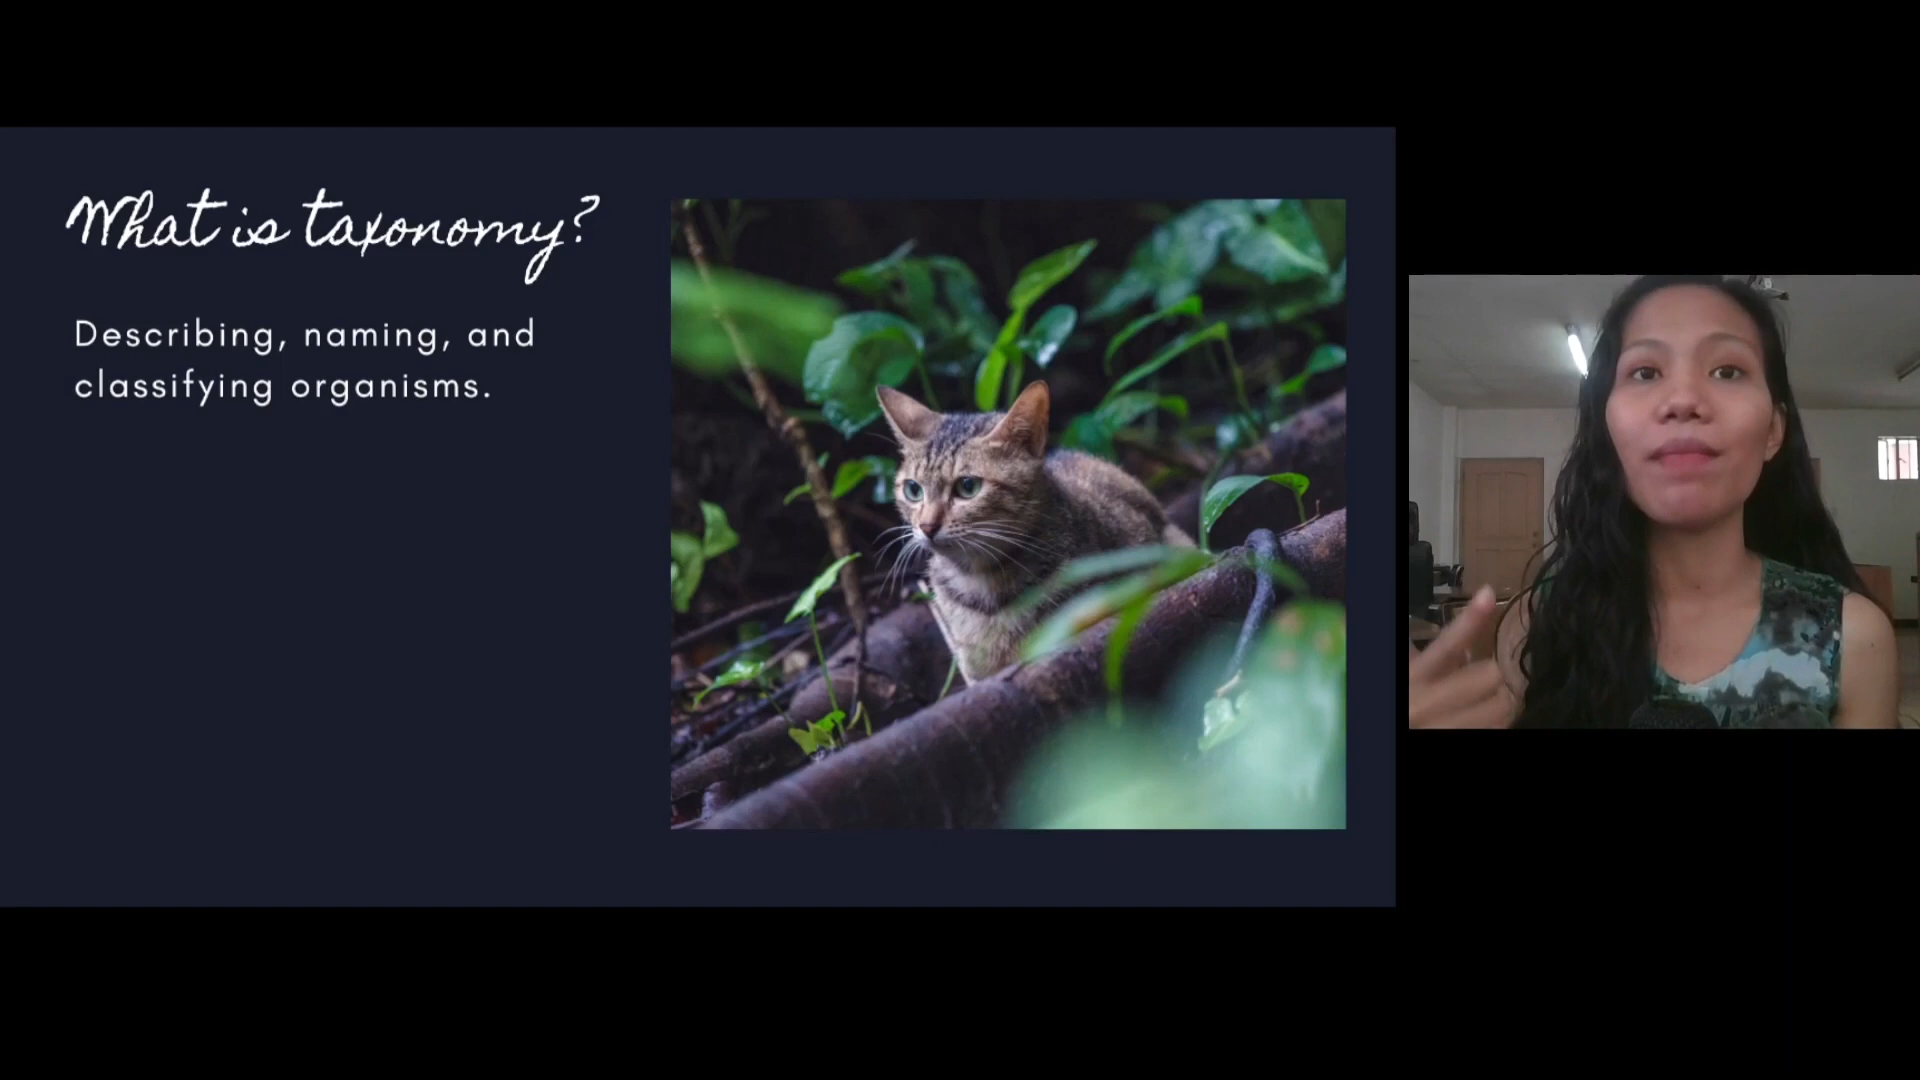 What is taxonomy?
Describing, naming, and
classifying organisms.